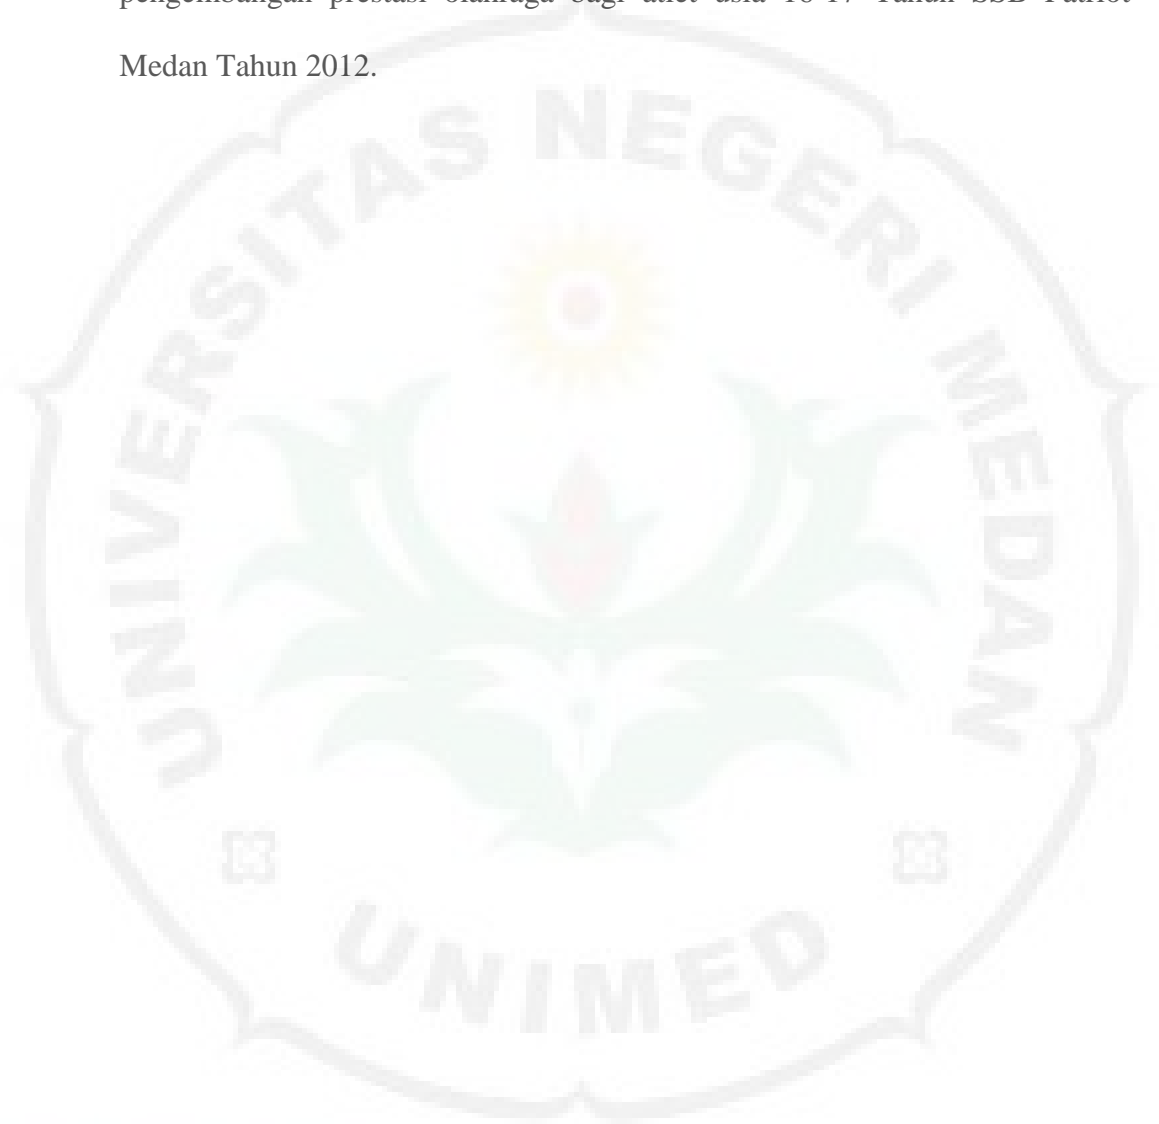 pengembangan prestasi olahraga bagi atlet usia 16-17 Tahun SSB Patriot
Medan Tahun 2012.
UNIVERSITAS NEGERI MEDAN
UNIMED